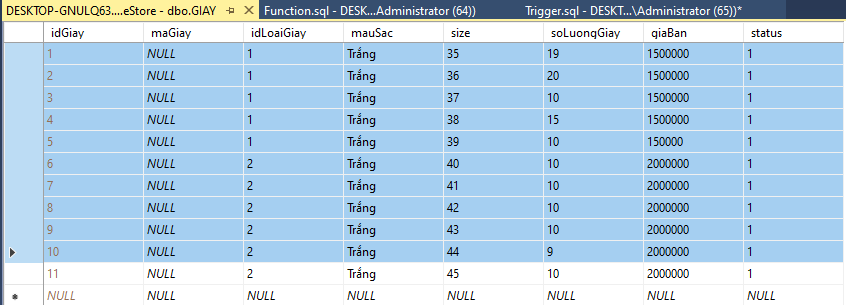 DESKTOP-GNULQ63....eStore - dbo.GIAY Function.sql - DESK...Administrator (64)) Trigger.sql - DESKT...\Administrator (65))*
idGiay maGiay idLoaiGiay mauSac size soLuongGiay giaBan status
1 NULL 1 Trắng 35 19 1500000 1
2 NULL 1 Trắng 36 20 1500000 1
3 NULL 1 Trắng 37 10 1500000 1
4 NULL 1 Trắng 38 15 1500000 1
5 NULL 1 Trắng 39 10 150000 1
6 NULL 2 Trắng 40 10 2000000 1
7 NULL 2 Trắng 41 10 2000000 1
8 NULL 2 Trắng 42 10 2000000 1
9 NULL 2 Trắng 43 10 2000000 1
10 NULL 2 Trắng 44 9 2000000 1
11 NULL 2 Trắng 45 10 2000000 1
NULL NULL NULL NULL NULL NULL NULL NULL